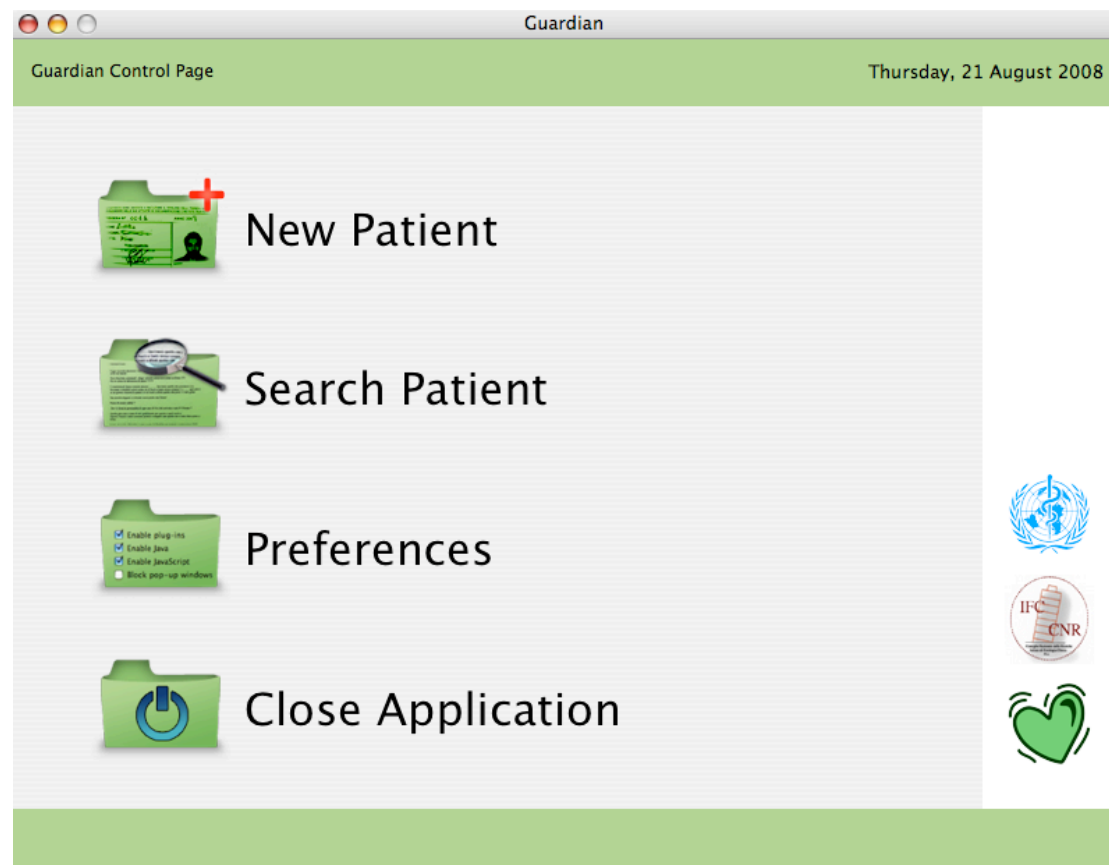 Guardian
Guardian Control Page
Thursday, 21 August 2008
New Patient
Search Patient
Enable plug-ins
Enable Java
Enable JavaScript
Block pop-up windows
Preferences
IFC
CNR
Close Application